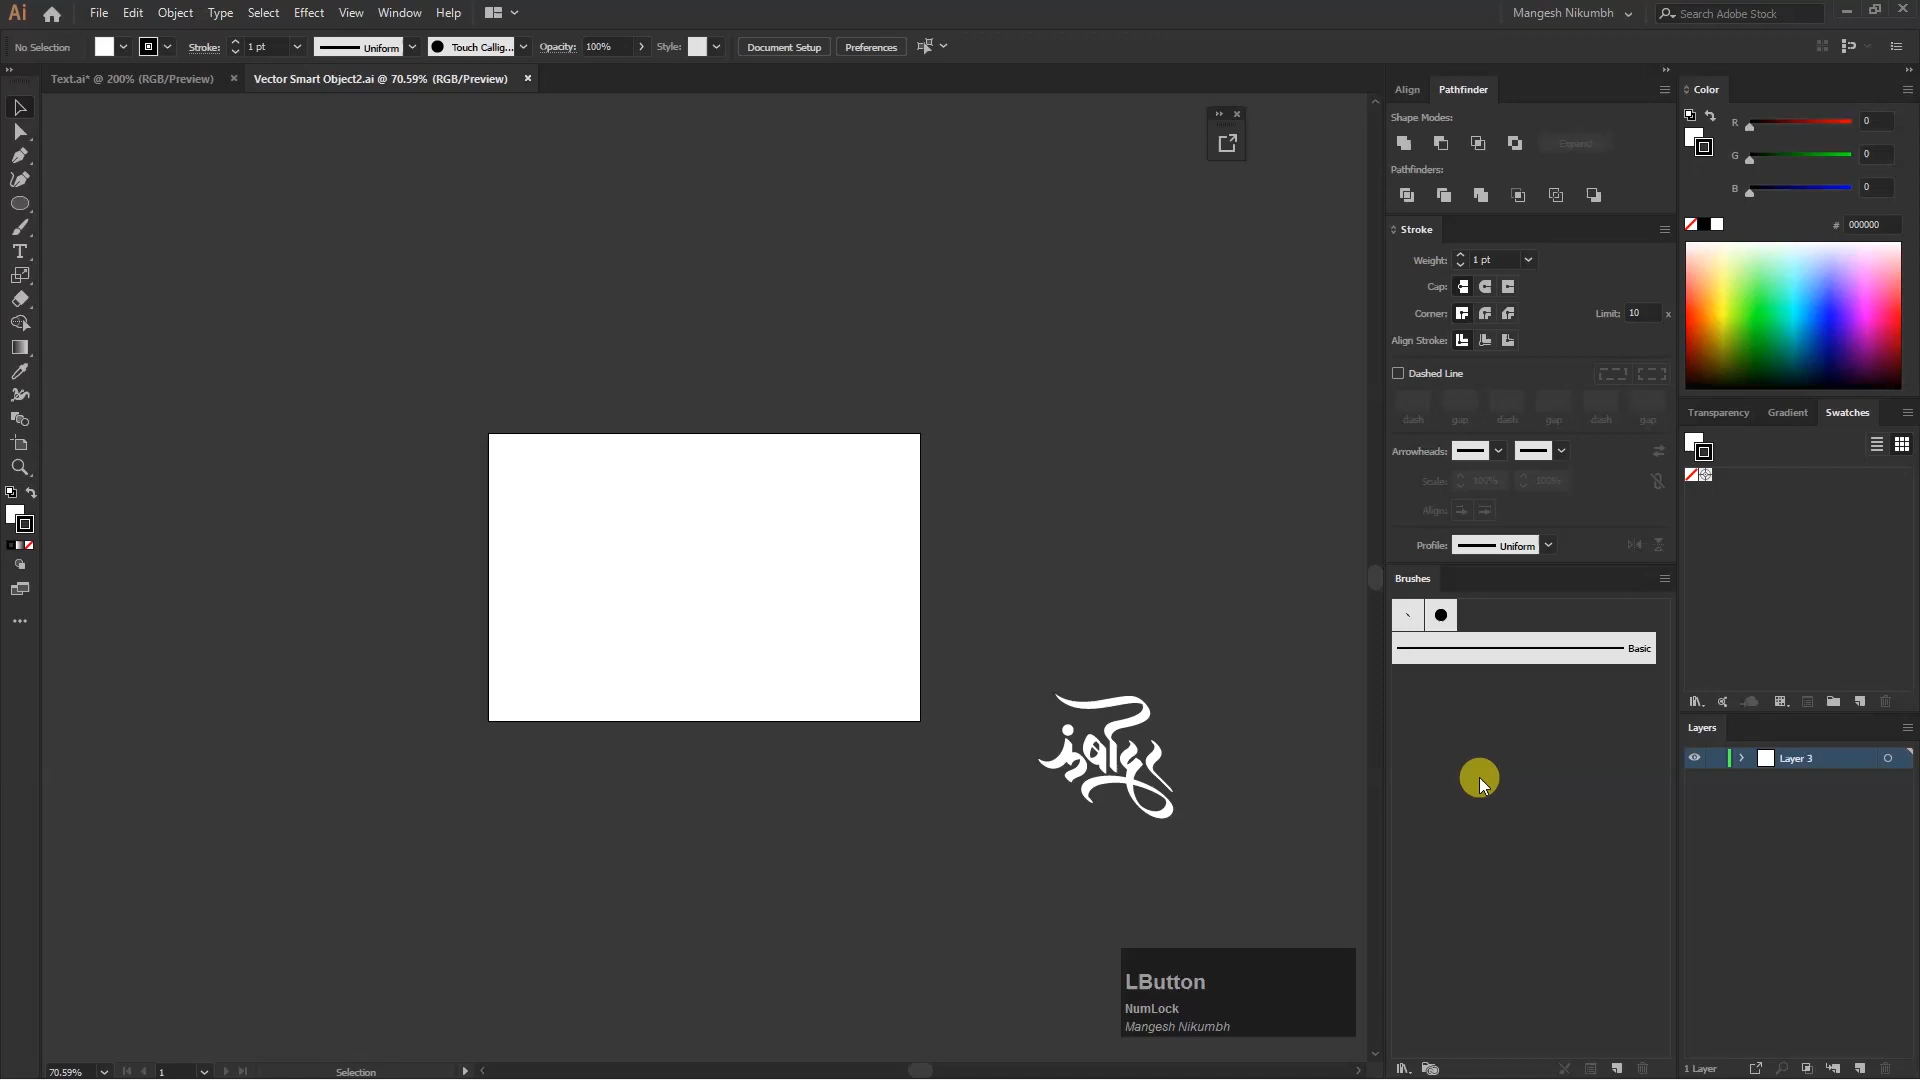 Ai File Edit Object Type Select Effect View Window Help Mangesh Nikumbh Search Adobe Stock
No Selection Stroke: 1 pt Uniform Touch Callig... Opacity: 100% Style: Document Setup Preferences
Text.ai* @ 200% (RGB/Preview) × Vector Smart Object2.ai @ 70.59% (RGB/Preview) ×
Align Pathfinder
Shape Modes:
Expand
Pathfinders:
Stroke
Weight: 1 pt
Cap:
Corner: Limit: 10 x
Align Stroke:
Dashed Line
dash gap dash gap dash gap
Arrowheads:
Scale: 100% 100%
Align:
Profile: Uniform
Brushes
Basic
Color
R 0
G 0
B 0
# 000000
Transparency Gradient Swatches
Layers
Layer 3
1 Layer
LButton
NumLock
Mangesh Nikumbh
70.59% 1 Selection